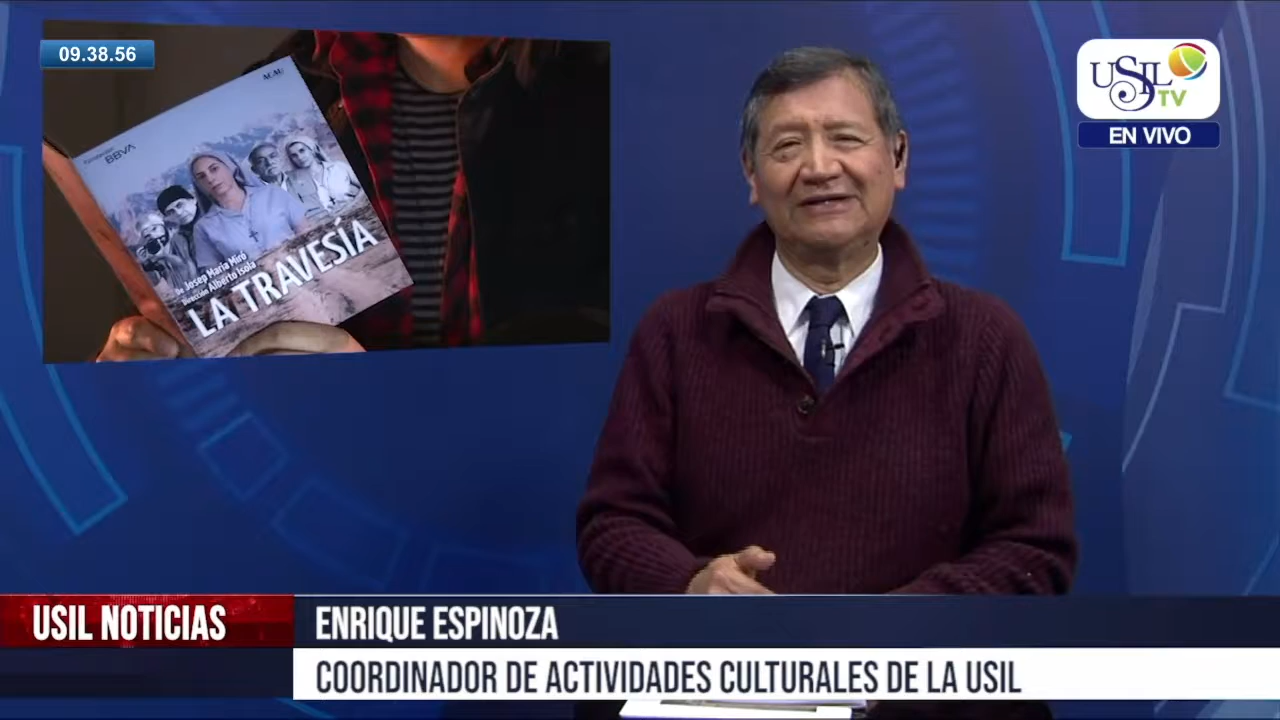 09.38.56
ACAL
Fundación
BBVA
De Josep Maria Miró
Dirección Alberto Isola
LA TRAVESÍA
USIL
TV
EN VIVO
USIL NOTICIAS
ENRIQUE ESPINOZA
COORDINADOR DE ACTIVIDADES CULTURALES DE LA USIL